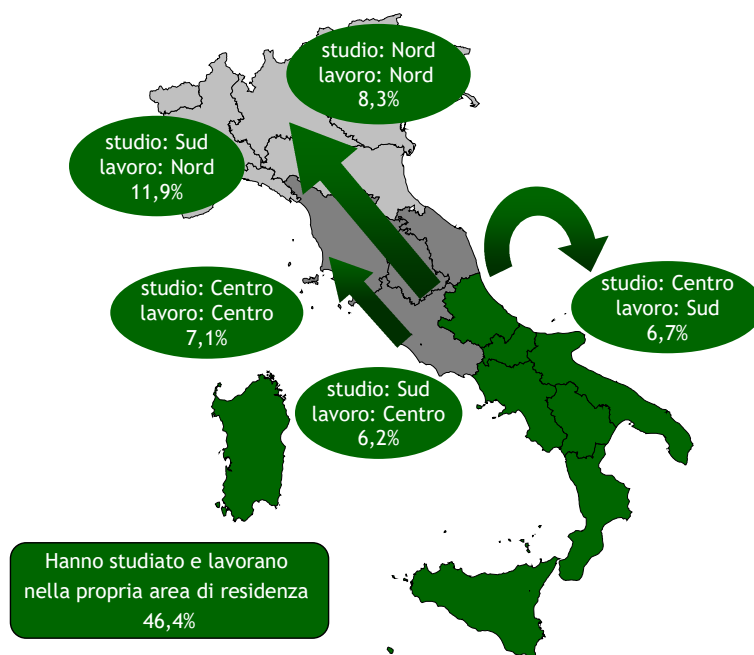 studio: Nord
lavoro: Nord
8,3%
studio: Sud
lavoro: Nord
11,9%
studio: Centro
lavoro: Centro
7,1%
studio: Centro
lavoro: Sud
6,7%
studio: Sud
lavoro: Centro
6,2%
Hanno studiato e lavorano
nella propria area di residenza
46,4%